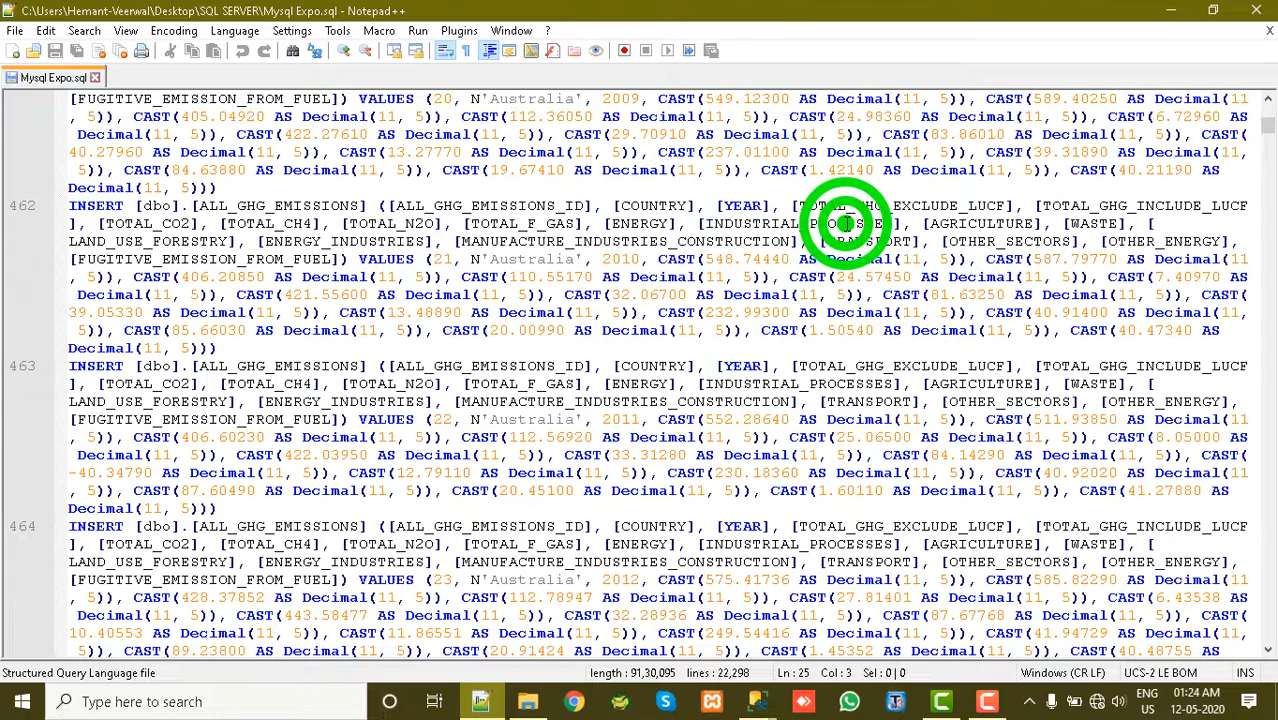 C:\Users\Hemant-Veerwal\Desktop\SQL SERVER\Mysql Expo.sql - Notepad++
File Edit Search View Encoding Language Settings Tools Macro Run Plugins Window ? X
Mysql Expo.sql
[FUGITIVE_EMISSION_FROM_FUEL]) VALUES (20, N'Australia', 2009, CAST(549.12300 AS Decimal(11, 5)), CAST(589.40250 AS Decimal(11
, 5)), CAST(405.04920 AS Decimal(11, 5)), CAST(112.36050 AS Decimal(11, 5)), CAST(24.98360 AS Decimal(11, 5)), CAST(6.72960 AS
Decimal(11, 5)), CAST(422.27610 AS Decimal(11, 5)), CAST(29.70910 AS Decimal(11, 5)), CAST(83.86010 AS Decimal(11, 5)), CAST(
40.27960 AS Decimal(11, 5)), CAST(13.27770 AS Decimal(11, 5)), CAST(237.01100 AS Decimal(11, 5)), CAST(39.31890 AS Decimal(11
, 5)), CAST(84.63880 AS Decimal(11, 5)), CAST(19.67410 AS Decimal(11, 5)), CAST(1.42140 AS Decimal(11, 5)), CAST(40.21190 AS
Decimal(11, 5)))
462 INSERT [dbo].[ALL_GHG_EMISSIONS] ([ALL_GHG_EMISSIONS_ID], [COUNTRY], [YEAR], [TOTAL_GHG_EXCLUDE_LUCF], [TOTAL_GHG_INCLUDE_LUCF
], [TOTAL_CO2], [TOTAL_CH4], [TOTAL_N2O], [TOTAL_F_GAS], [ENERGY], [INDUSTRIAL_PROCESSES], [AGRICULTURE], [WASTE], [
LAND_USE_FORESTRY], [ENERGY_INDUSTRIES], [MANUFACTURE_INDUSTRIES_CONSTRUCTION], [TRANSPORT], [OTHER_SECTORS], [OTHER_ENERGY],
[FUGITIVE_EMISSION_FROM_FUEL]) VALUES (21, N'Australia', 2010, CAST(548.74440 AS Decimal(11, 5)), CAST(587.79770 AS Decimal(11
, 5)), CAST(406.20850 AS Decimal(11, 5)), CAST(110.55170 AS Decimal(11, 5)), CAST(24.57450 AS Decimal(11, 5)), CAST(7.40970 AS
Decimal(11, 5)), CAST(421.55600 AS Decimal(11, 5)), CAST(32.06700 AS Decimal(11, 5)), CAST(81.63250 AS Decimal(11, 5)), CAST(
39.05330 AS Decimal(11, 5)), CAST(13.48890 AS Decimal(11, 5)), CAST(232.99300 AS Decimal(11, 5)), CAST(40.91400 AS Decimal(11
, 5)), CAST(85.66030 AS Decimal(11, 5)), CAST(20.00990 AS Decimal(11, 5)), CAST(1.50540 AS Decimal(11, 5)), CAST(40.47340 AS
Decimal(11, 5)))
463 INSERT [dbo].[ALL_GHG_EMISSIONS] ([ALL_GHG_EMISSIONS_ID], [COUNTRY], [YEAR], [TOTAL_GHG_EXCLUDE_LUCF], [TOTAL_GHG_INCLUDE_LUCF
], [TOTAL_CO2], [TOTAL_CH4], [TOTAL_N2O], [TOTAL_F_GAS], [ENERGY], [INDUSTRIAL_PROCESSES], [AGRICULTURE], [WASTE], [
LAND_USE_FORESTRY], [ENERGY_INDUSTRIES], [MANUFACTURE_INDUSTRIES_CONSTRUCTION], [TRANSPORT], [OTHER_SECTORS], [OTHER_ENERGY],
[FUGITIVE_EMISSION_FROM_FUEL]) VALUES (22, N'Australia', 2011, CAST(552.28640 AS Decimal(11, 5)), CAST(511.93850 AS Decimal(11
, 5)), CAST(406.60230 AS Decimal(11, 5)), CAST(112.56920 AS Decimal(11, 5)), CAST(25.06500 AS Decimal(11, 5)), CAST(8.05000 AS
Decimal(11, 5)), CAST(422.03950 AS Decimal(11, 5)), CAST(33.31280 AS Decimal(11, 5)), CAST(84.14290 AS Decimal(11, 5)), CAST(
-40.34790 AS Decimal(11, 5)), CAST(12.79110 AS Decimal(11, 5)), CAST(230.18360 AS Decimal(11, 5)), CAST(40.92020 AS Decimal(11
, 5)), CAST(87.60490 AS Decimal(11, 5)), CAST(20.45100 AS Decimal(11, 5)), CAST(1.60110 AS Decimal(11, 5)), CAST(41.27880 AS
Decimal(11, 5)))
464 INSERT [dbo].[ALL_GHG_EMISSIONS] ([ALL_GHG_EMISSIONS_ID], [COUNTRY], [YEAR], [TOTAL_GHG_EXCLUDE_LUCF], [TOTAL_GHG_INCLUDE_LUCF
], [TOTAL_CO2], [TOTAL_CH4], [TOTAL_N2O], [TOTAL_F_GAS], [ENERGY], [INDUSTRIAL_PROCESSES], [AGRICULTURE], [WASTE], [
LAND_USE_FORESTRY], [ENERGY_INDUSTRIES], [MANUFACTURE_INDUSTRIES_CONSTRUCTION], [TRANSPORT], [OTHER_SECTORS], [OTHER_ENERGY],
[FUGITIVE_EMISSION_FROM_FUEL]) VALUES (23, N'Australia', 2012, CAST(575.41736 AS Decimal(11, 5)), CAST(585.82290 AS Decimal(11
, 5)), CAST(428.37852 AS Decimal(11, 5)), CAST(112.78947 AS Decimal(11, 5)), CAST(27.81401 AS Decimal(11, 5)), CAST(6.43538 AS
Decimal(11, 5)), CAST(443.58477 AS Decimal(11, 5)), CAST(32.28936 AS Decimal(11, 5)), CAST(87.67768 AS Decimal(11, 5)), CAST(
10.40553 AS Decimal(11, 5)), CAST(11.86551 AS Decimal(11, 5)), CAST(249.54416 AS Decimal(11, 5)), CAST(41.94729 AS Decimal(11
, 5)), CAST(89.23800 AS Decimal(11, 5)), CAST(20.91424 AS Decimal(11, 5)), CAST(1.45352 AS Decimal(11, 5)), CAST(40.48755 AS
Structured Query Language file length : 91,30,095 lines : 22,298 Ln : 25 Col : 3 Sel : 0 | 0 Windows (CR LF) UCS-2 LE BOM INS
Type here to search
ENG 01:24 AM
IN 12-05-2020